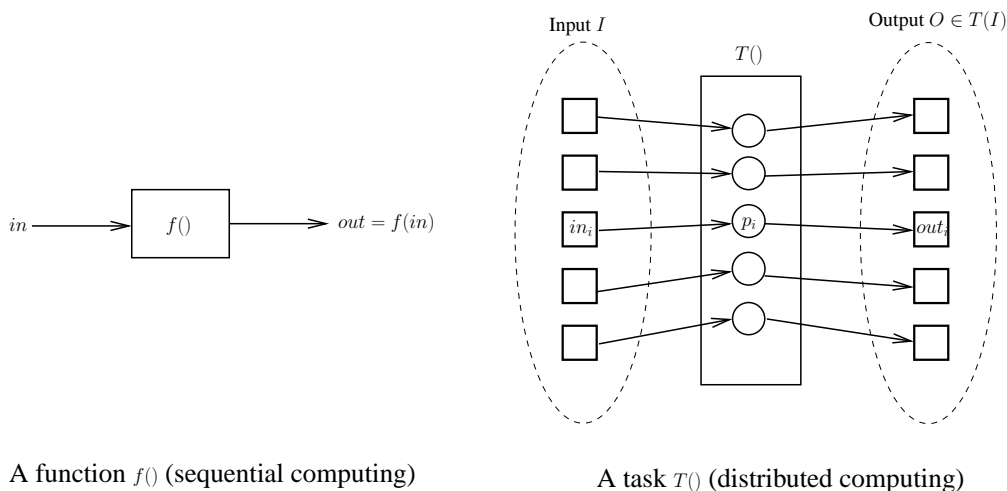 Input I
Output O ∈ T(I)
T()
in
f()
out = f(in)
in_i
p_i
out_i
A function f() (sequential computing)
A task T() (distributed computing)